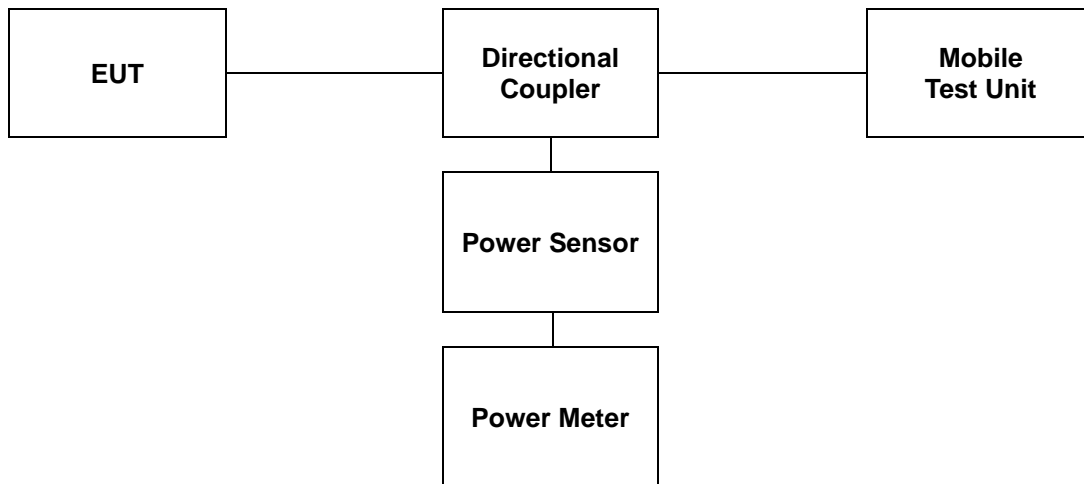 EUT
Directional
Coupler
Mobile
Test Unit
Power Sensor
Power Meter